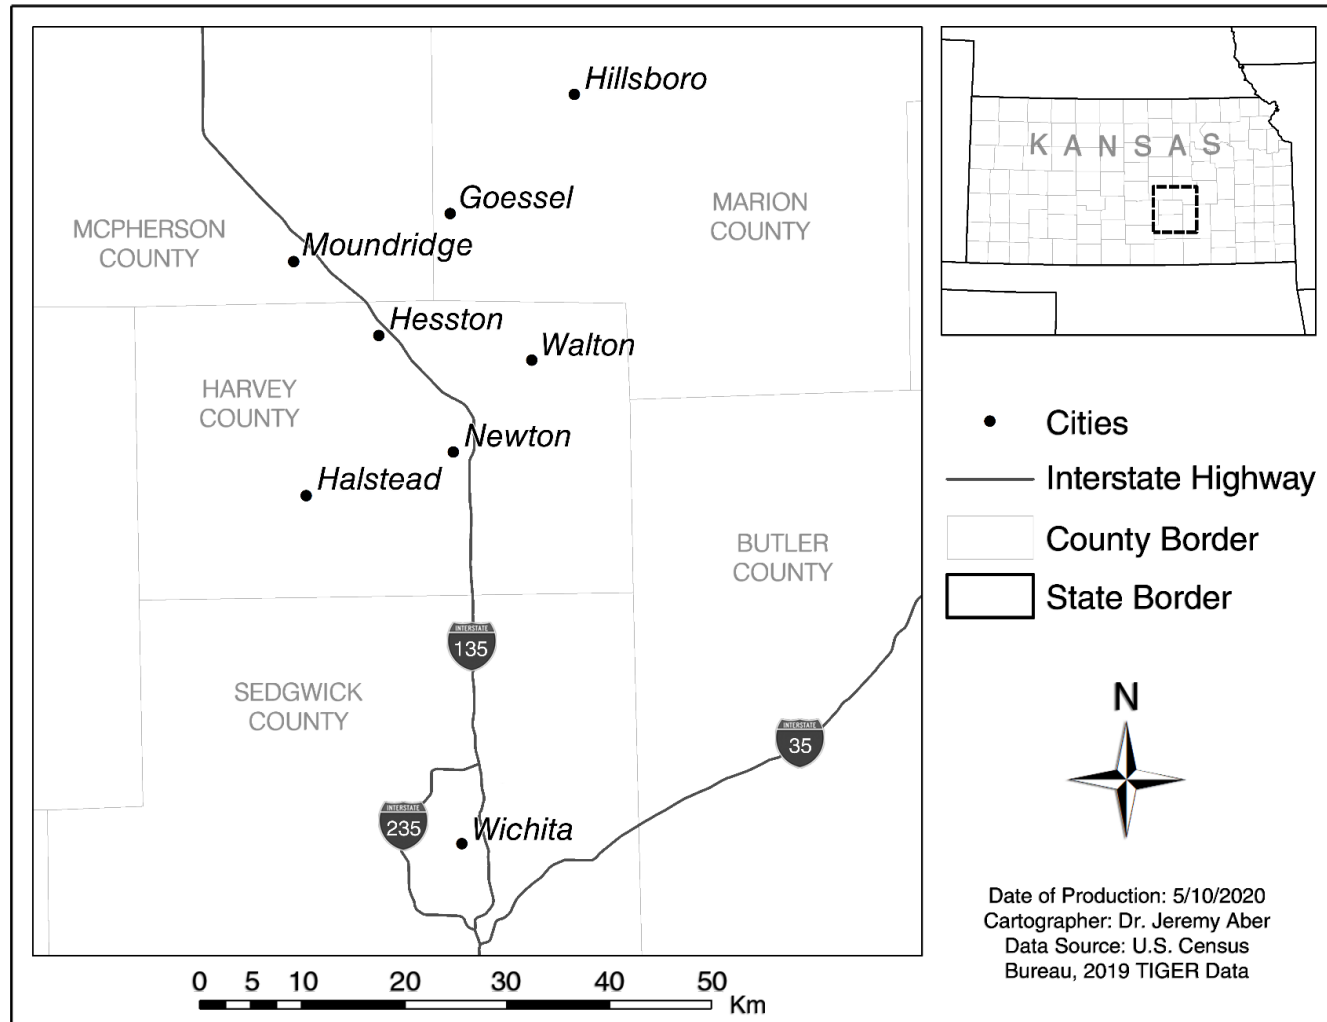 Hillsboro
Goessel
MARION
COUNTY
MCPHERSON
COUNTY
Moundridge
Hesston
Walton
HARVEY
COUNTY
Newton
Halstead
BUTLER
COUNTY
INTERSTATE
135
SEDGWICK
COUNTY
INTERSTATE
35
INTERSTATE
235
Wichita
0 5 10 20 30 40 50
Km
KANSAS
Cities
Interstate Highway
County Border
State Border
N
Date of Production: 5/10/2020
Cartographer: Dr. Jeremy Aber
Data Source: U.S. Census
Bureau, 2019 TIGER Data